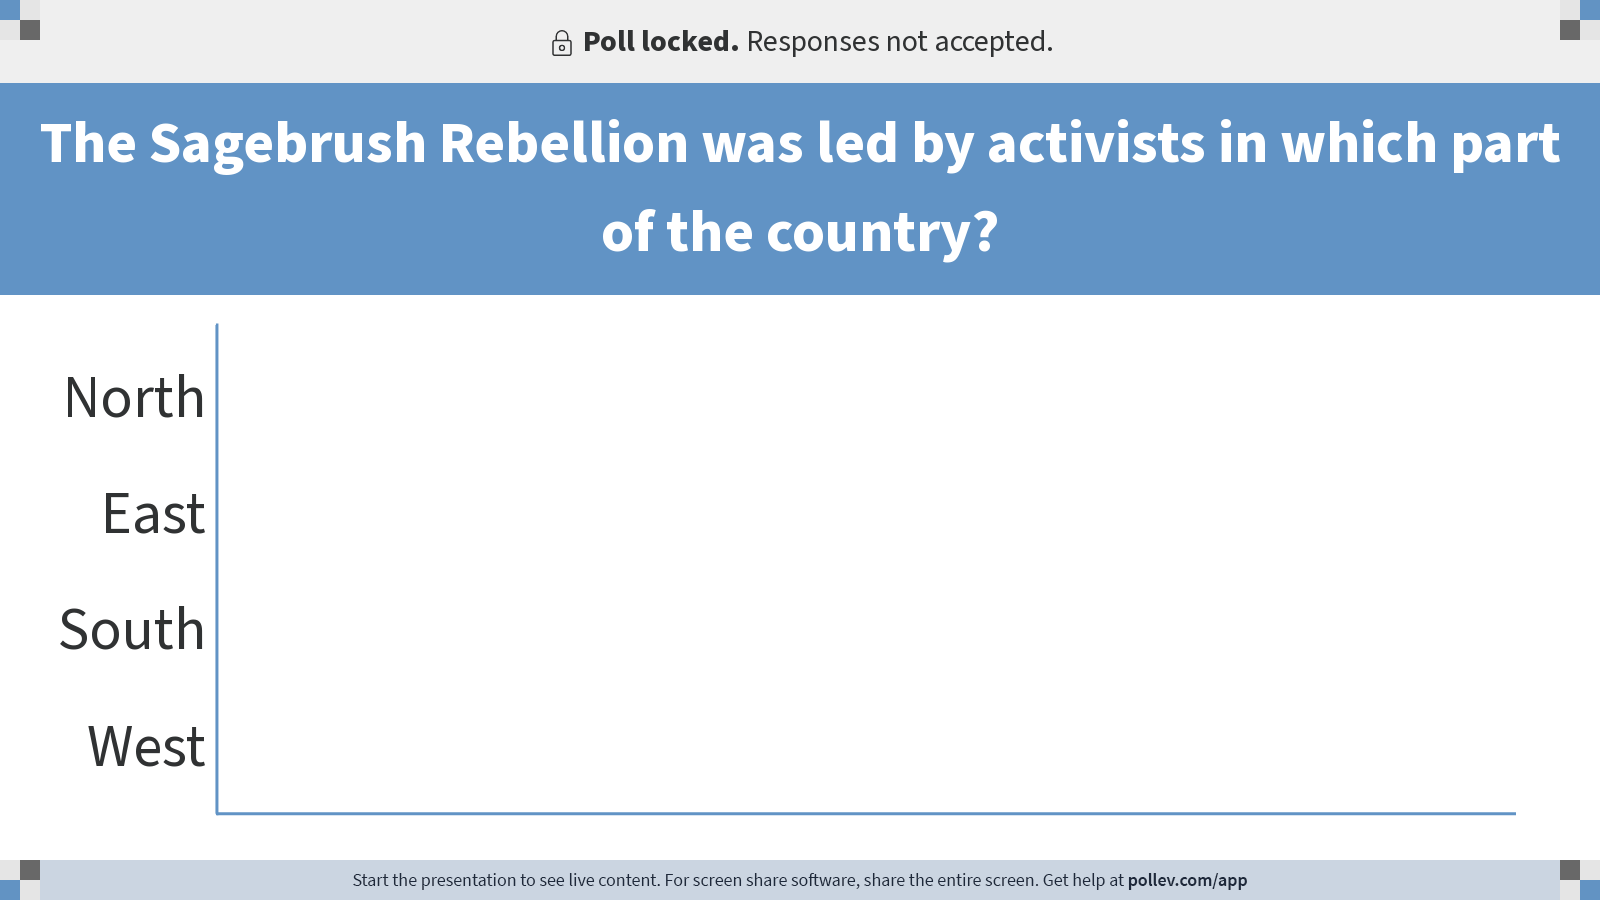 Poll locked. Responses not accepted.
The Sagebrush Rebellion was led by activists in which part
of the country?
North
East
South
West
Start the presentation to see live content. For screen share software, share the entire screen. Get help at pollev.com/app